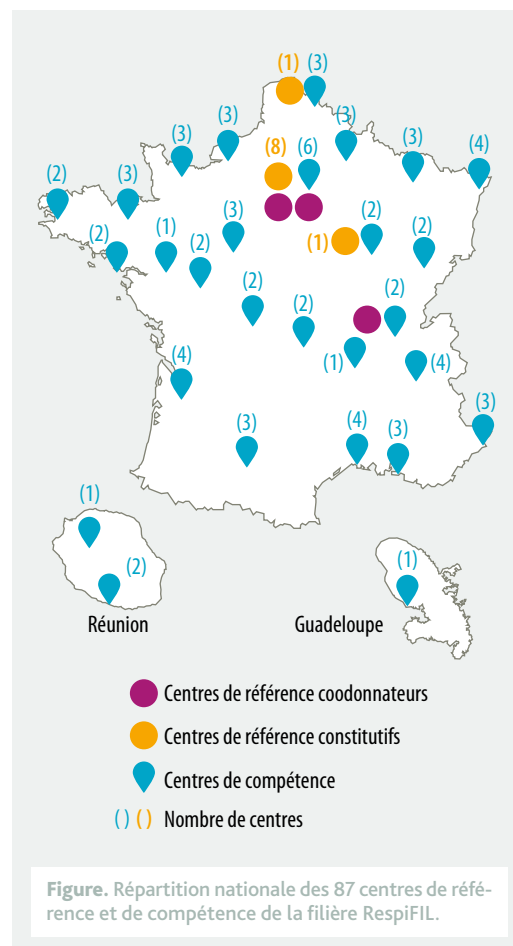 (1) (3)
(3) (3)
(3) (8) (6) (3) (4)
(2) (3)
(3) (2)
(2) (1) (2) (1) (2)
(2) (2) (2)
(4) (1) (4)
(3) (4) (3) (3)
(1)
(2) (1)
Réunion Guadeloupe
Centres de référence coodonnateurs
Centres de référence constitutifs
Centres de compétence
( ) ( ) Nombre de centres
Figure. Répartition nationale des 87 centres de réfé-
rence et de compétence de la filière RespiFIL.